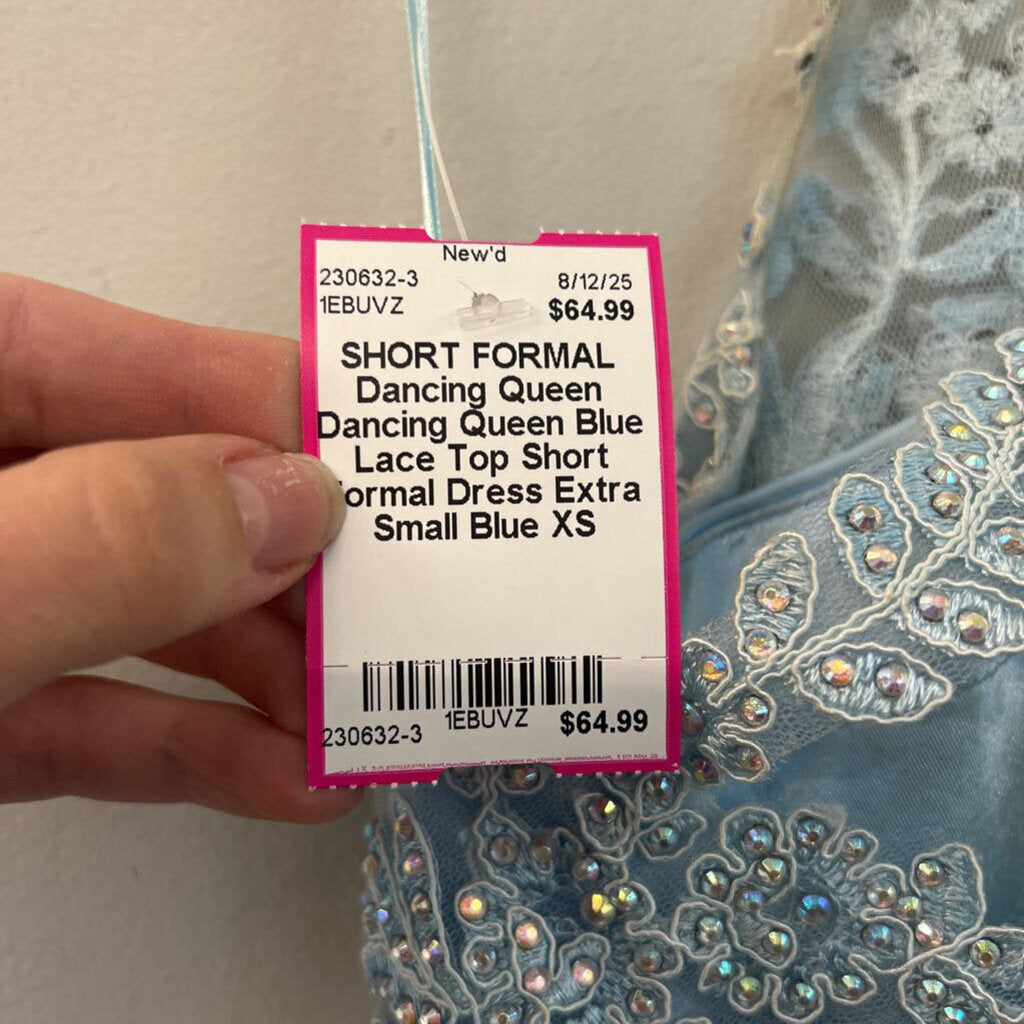 New'd
230632-3 8/12/25
1EBUVZ $64.99
SHORT FORMAL
Dancing Queen
Dancing Queen Blue
Lace Top Short
ormal Dress Extra
Small Blue XS
1EBUVZ
230632-3 $64.99